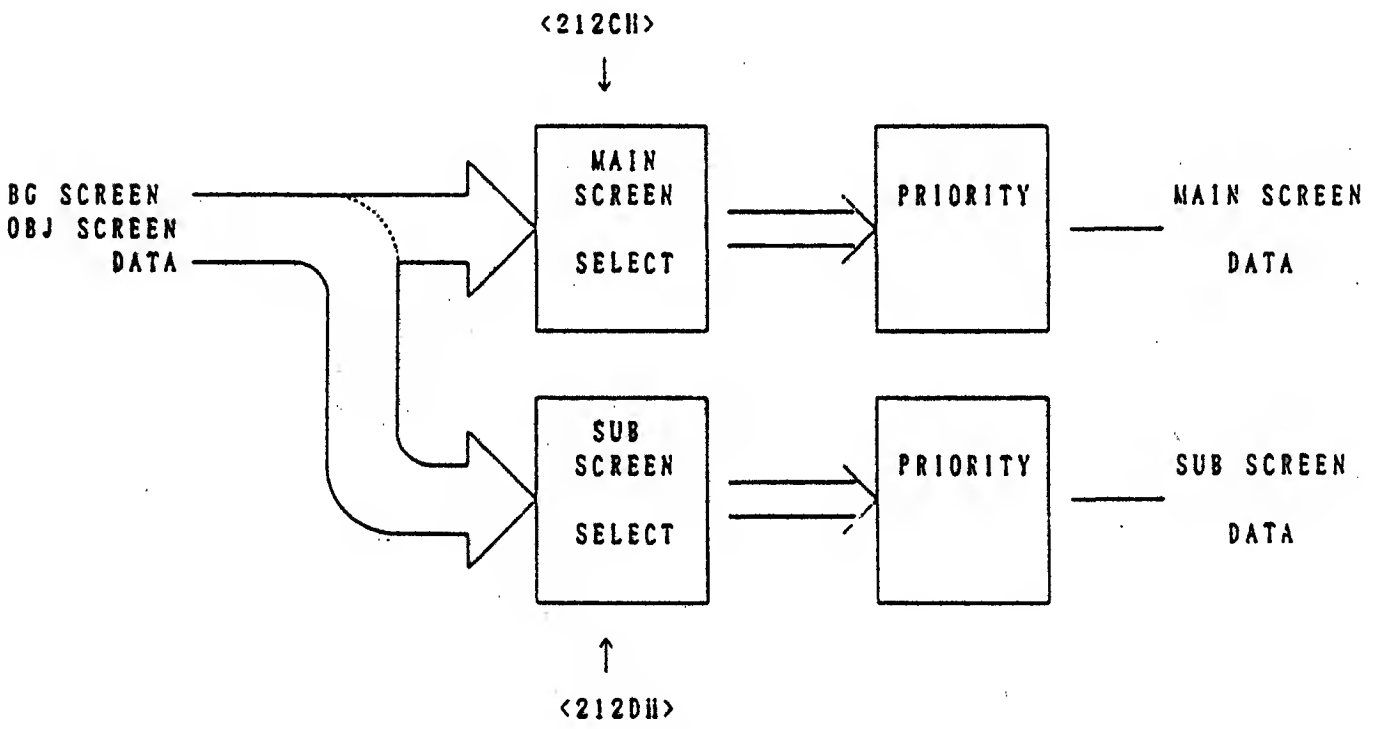 <212CH>
MAIN
SCREEN
SELECT
BG SCREEN
OBJ SCREEN
DATA
PRIORITY
MAIN SCREEN
DATA
SUB
SCREEN
SELECT
PRIORITY
SUB SCREEN
DATA
<212DH>